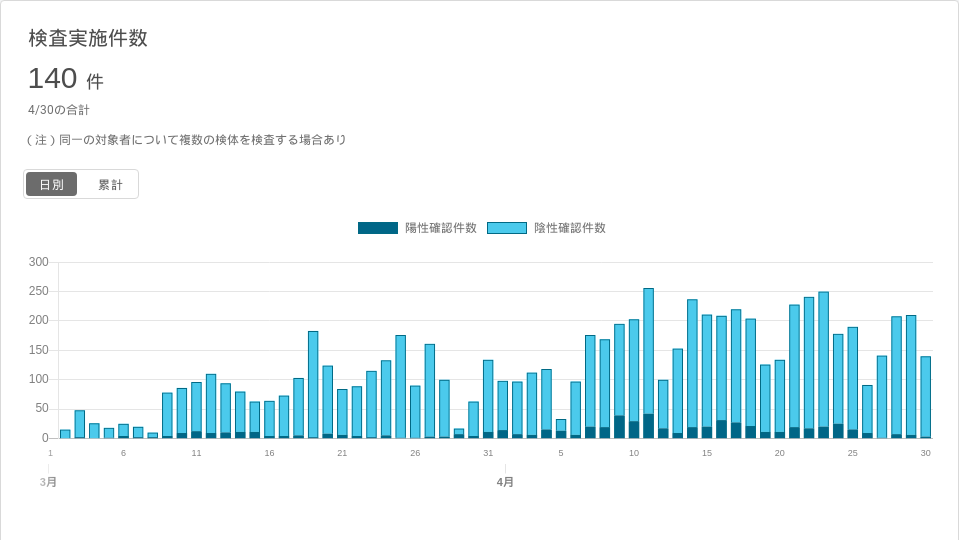 検査実施件数
140 件
4/30の合計
（注）同一の対象者について複数の検体を検査する場合あり
日別 累計
陽性確認件数 陰性確認件数
300
250
200
150
100
50
0
1 6 11 16 21 26 31 5 10 15 20 25 30
3月 4月